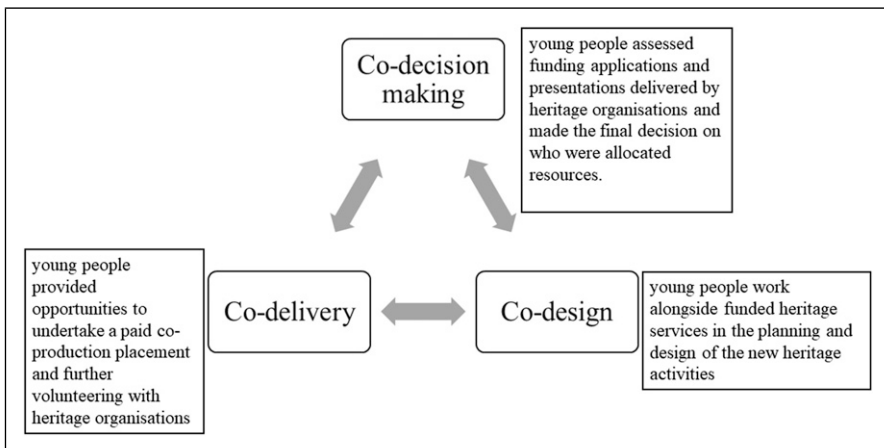 Co-decision
making
young people assessed
funding applications and
presentations delivered by
heritage organisations and
made the final decision on
who were allocated
resources.
young people
provided
opportunities to
undertake a paid co-
production placement
and further
volunteering with
heritage organisations
Co-delivery
Co-design
young people work
alongside funded heritage
services in the planning and
design of the new heritage
activities